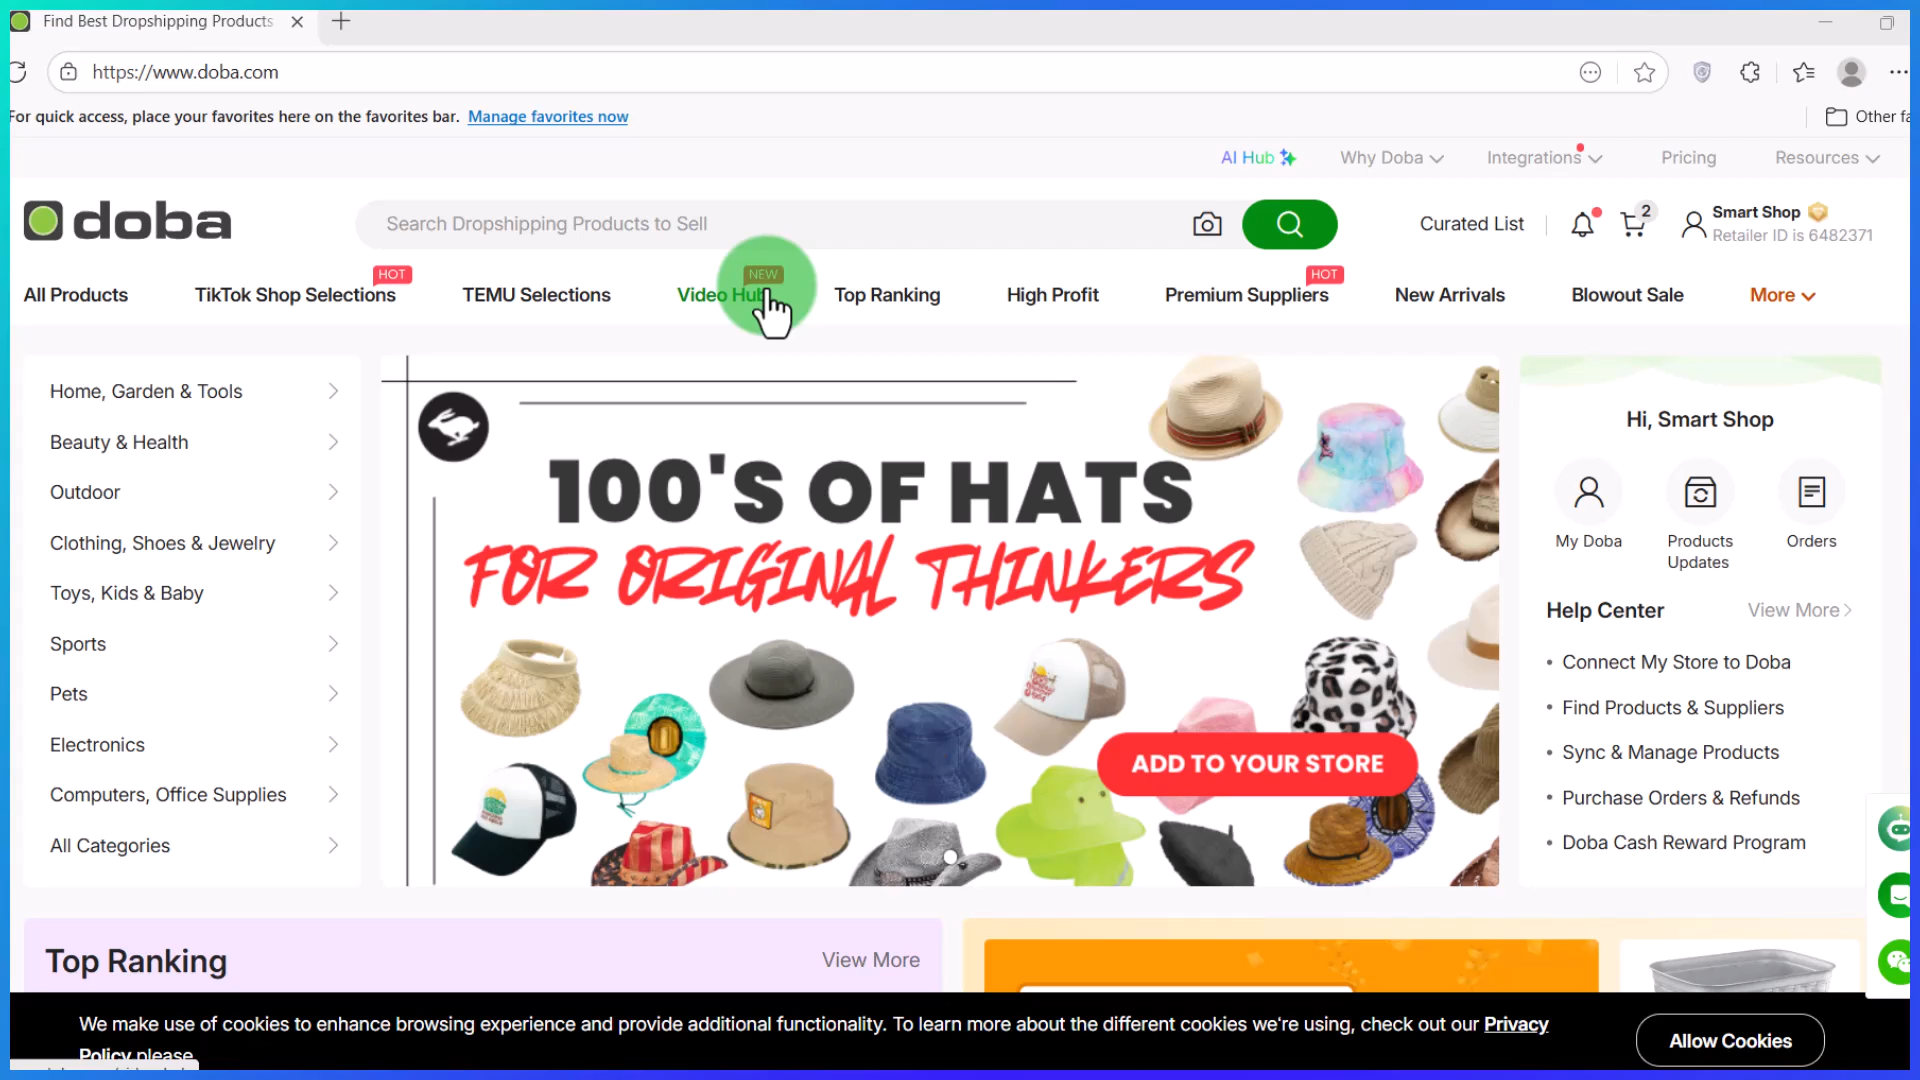 Find Best Dropshipping Products
https://www.doba.com
For quick access, place your favorites here on the favorites bar. Manage favorites now
Other fa
AI Hub Why Doba Integrations Pricing Resources
doba
Search Dropshipping Products to Sell
Curated List
2
Smart Shop
Retailer ID is 6482371
HOT NEW HOT
All Products TikTok Shop Selections TEMU Selections Video Hub Top Ranking High Profit Premium Suppliers New Arrivals Blowout Sale More
Home, Garden & Tools
Beauty & Health
Outdoor
Clothing, Shoes & Jewelry
Toys, Kids & Baby
Sports
Pets
Electronics
Computers, Office Supplies
All Categories
100'S OF HATS
FOR ORIGINAL THINKERS
ADD TO YOUR STORE
Hi, Smart Shop
My Doba
Products
Updates
Orders
Help Center View More
• Connect My Store to Doba
• Find Products & Suppliers
• Sync & Manage Products
• Purchase Orders & Refunds
• Doba Cash Reward Program
Top Ranking
View More
We make use of cookies to enhance browsing experience and provide additional functionality. To learn more about the different cookies we're using, check out our Privacy
Policy please
Allow Cookies